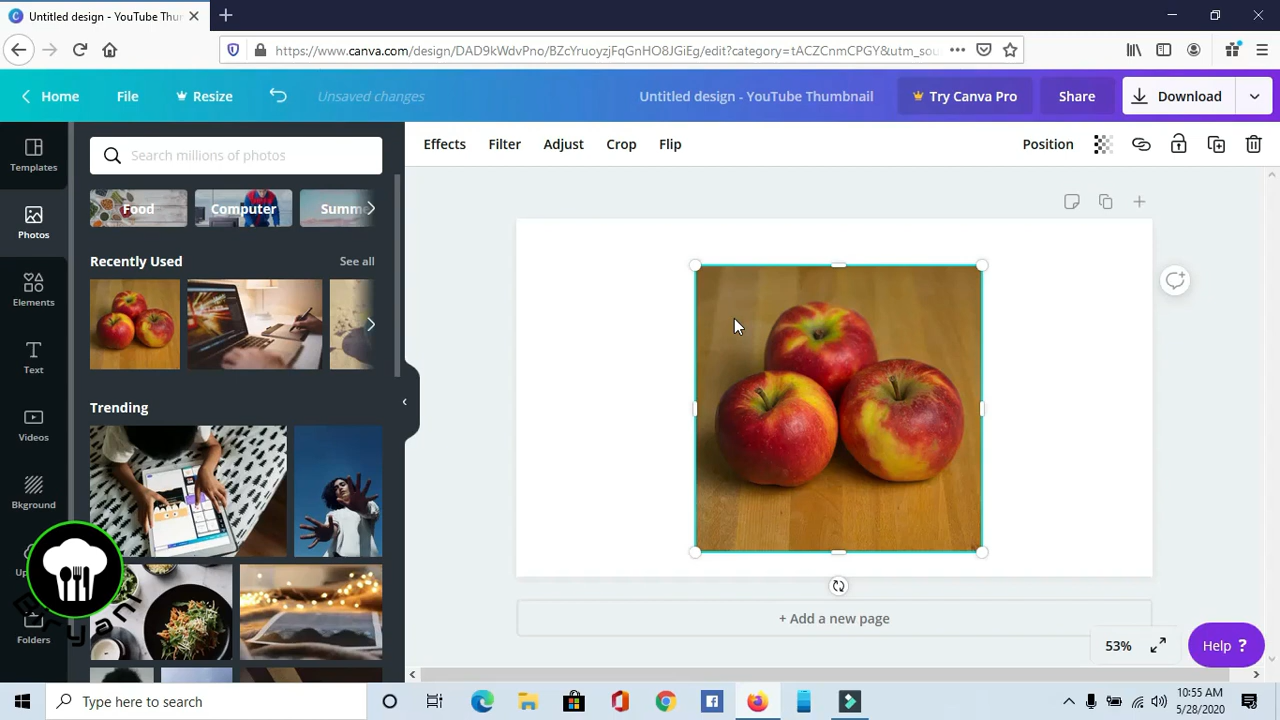 Untitled design - YouTube Thum
https://www.canva.com/design/DAD9kWdvPno/BZcYruoyzjFqGnHO8JGiEg/edit?category=tACZCnmCPGY&utm_sou
Home
File
Resize
Unsaved changes
Untitled design - YouTube Thumbnail
Try Canva Pro
Share
Download
Templates
Photos
Elements
Text
Videos
Bkground
Up
Folders
Search millions of photos
Food
Computer
Summe
Recently Used
See all
Trending
Effects
Filter
Adjust
Crop
Flip
Position
+ Add a new page
53%
Help ?
Type here to search
10:55 AM
5/28/2020